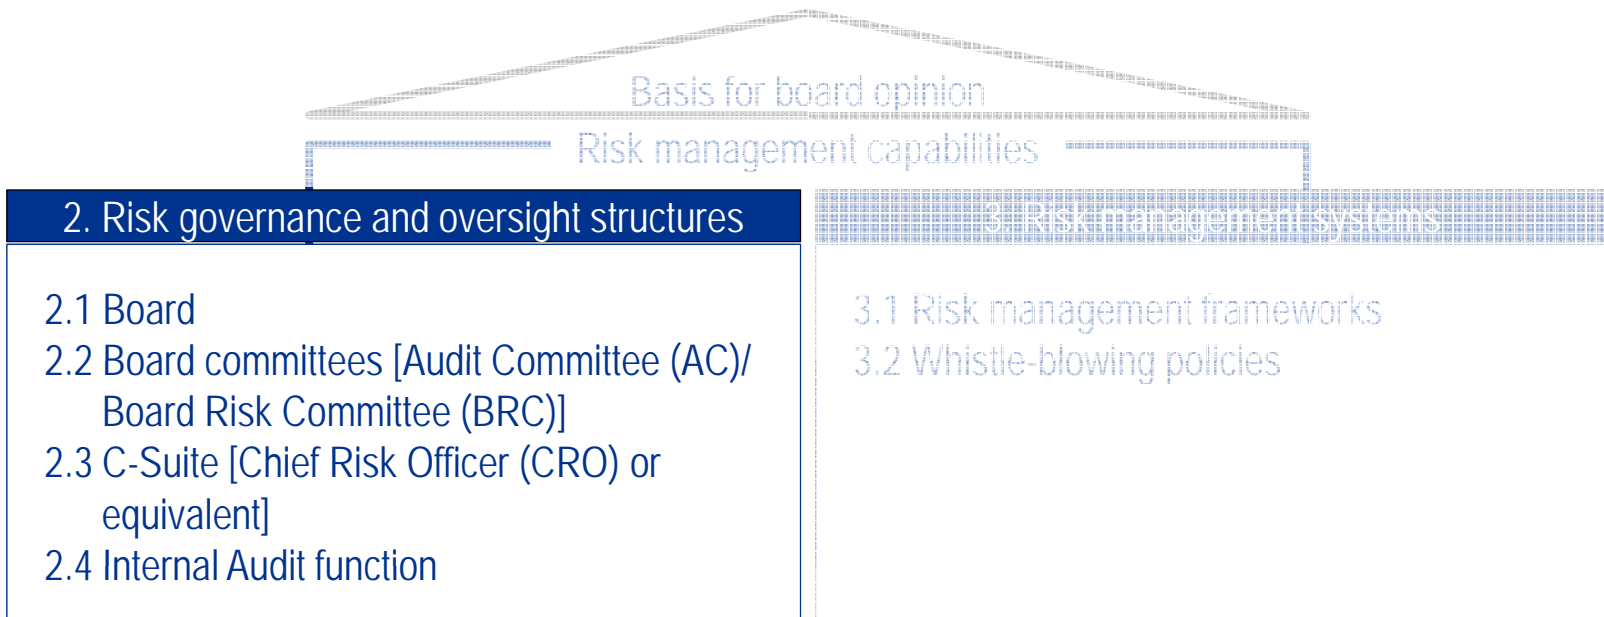 Basis for board opinion
Risk management capabilities
2. Risk governance and oversight structures
2.1 Board
2.2 Board committees [Audit Committee (AC)/
Board Risk Committee (BRC)]
2.3 C-Suite [Chief Risk Officer (CRO) or
equivalent]
2.4 Internal Audit function
3. Risk management systems
3.1 Risk management frameworks
3.2 Whistle-blowing policies